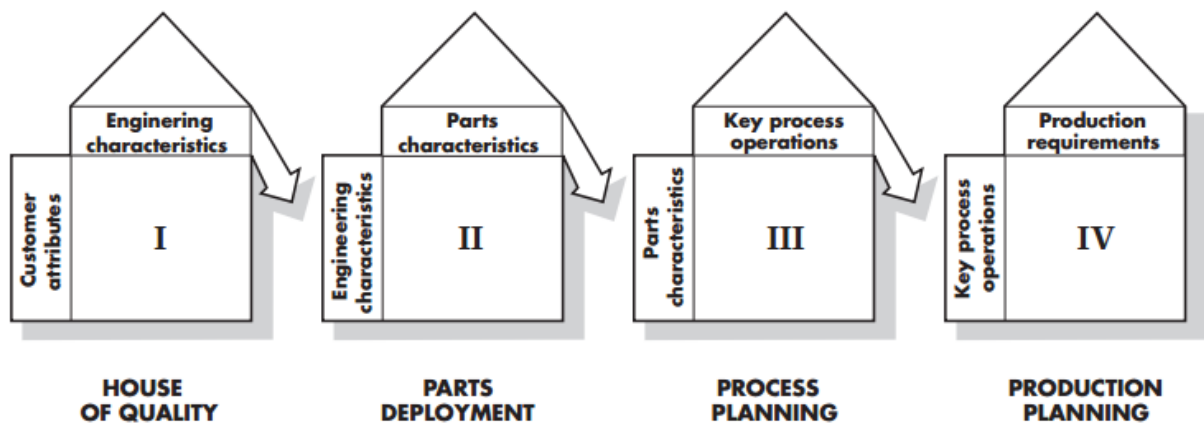 Enginering
characteristics
Customer
attributes
I
HOUSE
OF QUALITY
Parts
characteristics
Engineering
characteristics
II
PARTS
DEPLOYMENT
Key process
operations
Parts
characteristics
III
PROCESS
PLANNING
Production
requirements
Key process
operations
IV
PRODUCTION
PLANNING